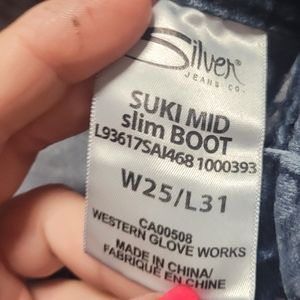 Silver
JEANS CO.
SUKI MID
slim BOOT
L93617SAI468 1000393
W25/L31
CA00508
WESTERN GLOVE WORKS
MADE IN CHINA/
FABRIQUÉ EN CHINE